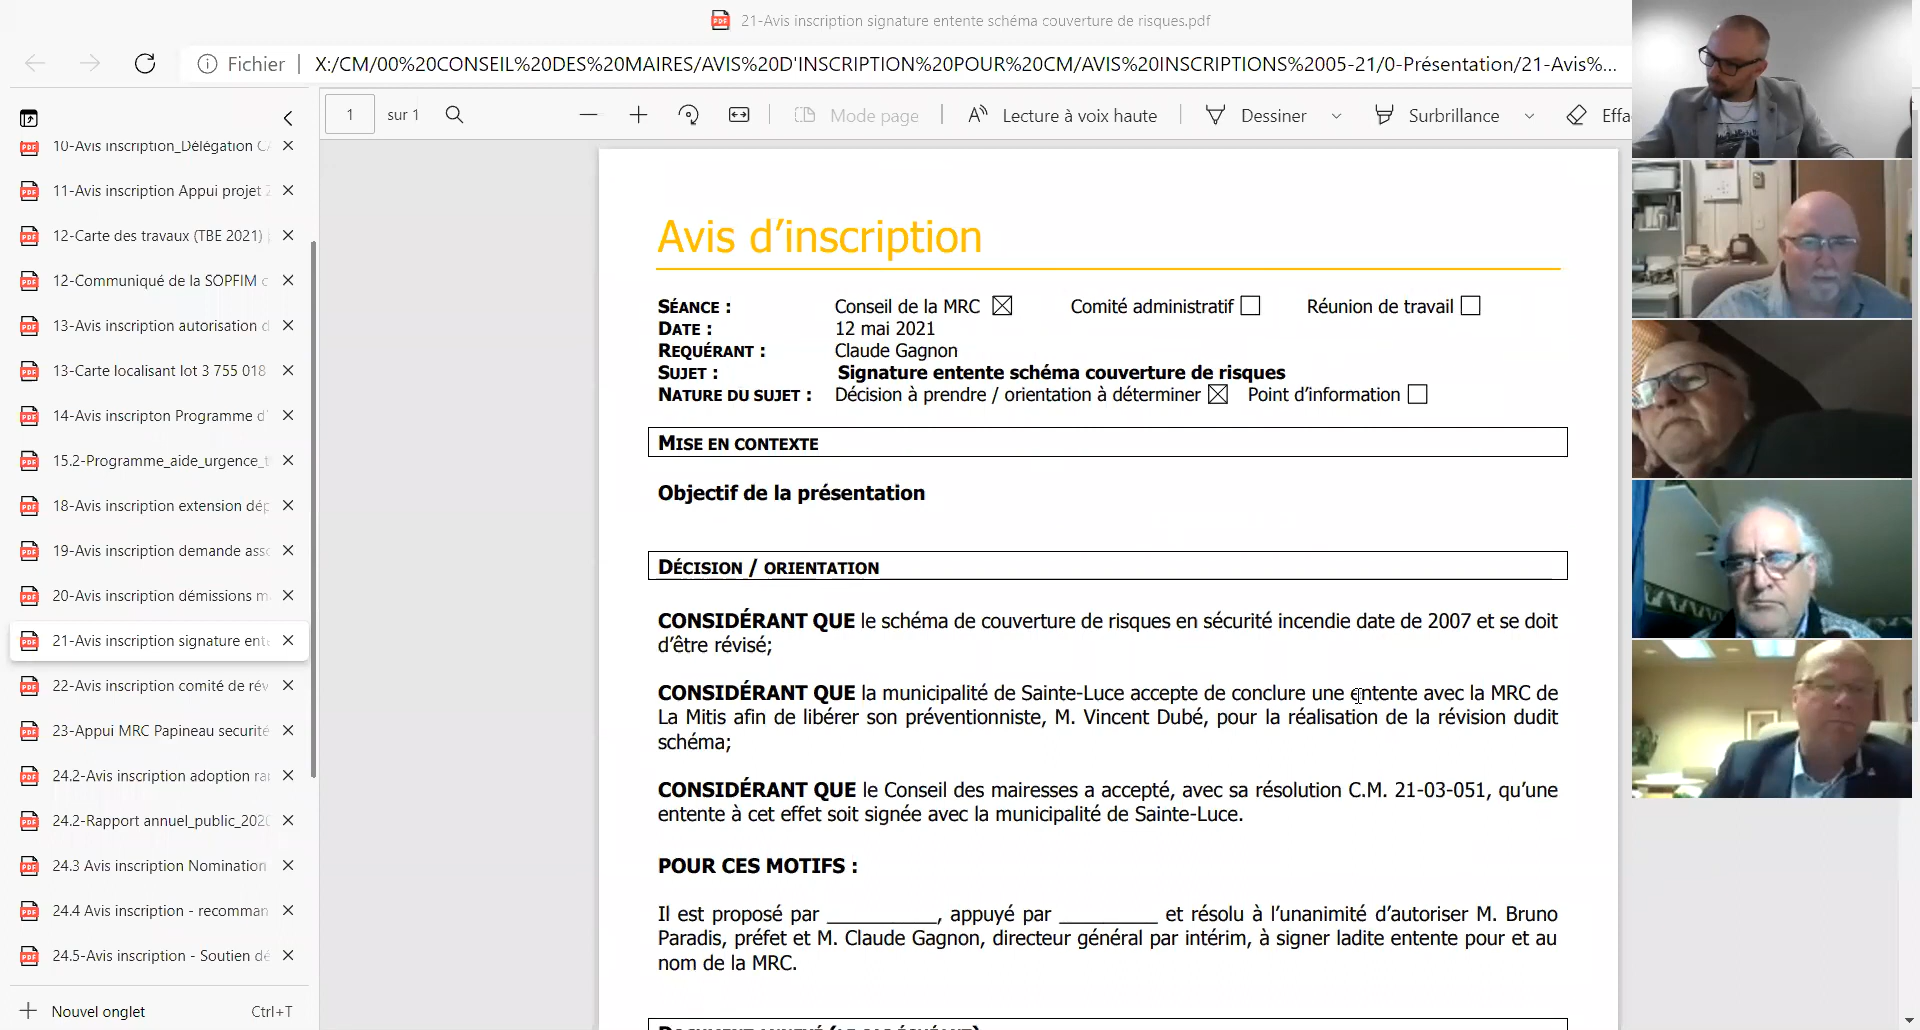 21-Avis inscription signature entente schéma couverture de risques.pdf
Fichier
X:/CM/00%20CONSEIL%20DES%20MAIRES/AVIS%20D'INSCRIPTION%20POUR%20CM/AVIS%20INSCRIPTIONS%2005-21/0-Présentation/21-Avis%...
1 sur 1
Mode page
Lecture à voix haute
Dessiner
Surbrillance
Effa
10-Avis inscription_Délégation CA
11-Avis inscription Appui projet 2
12-Carte des travaux (TBE 2021)
12-Communiqué de la SOPFIM c
13-Avis inscription autorisation d
13-Carte localisant lot 3 755 018
14-Avis inscripton Programme d'
15.2-Programme_aide_urgence_t
18-Avis inscription extension dép
19-Avis inscription demande asso
20-Avis inscription démissions m
21-Avis inscription signature ente
22-Avis inscription comité de rév
23-Appui MRC Papineau securité
24.2-Avis inscription adoption ra
24.2-Rapport annuel_public_2020
24.3 Avis inscription Nomination
24.4 Avis inscription - recomman
24.5-Avis inscription - Soutien dé
Nouvel onglet Ctrl+T
Avis d'inscription
SÉANCE : Conseil de la MRC ☒ Comité administratif ☐ Réunion de travail ☐
DATE : 12 mai 2021
REQUÉRANT : Claude Gagnon
SUJET : Signature entente schéma couverture de risques
NATURE DU SUJET : Décision à prendre / orientation à déterminer ☒ Point d'information ☐
MISE EN CONTEXTE
Objectif de la présentation
DÉCISION / ORIENTATION
CONSIDÉRANT QUE le schéma de couverture de risques en sécurité incendie date de 2007 et se doit
d'être révisé;
CONSIDÉRANT QUE la municipalité de Sainte-Luce accepte de conclure une entente avec la MRC de
La Mitis afin de libérer son préventionniste, M. Vincent Dubé, pour la réalisation de la révision dudit
schéma;
CONSIDÉRANT QUE le Conseil des mairesses a accepté, avec sa résolution C.M. 21-03-051, qu'une
entente à cet effet soit signée avec la municipalité de Sainte-Luce.
POUR CES MOTIFS :
Il est proposé par __________, appuyé par _________ et résolu à l'unanimité d'autoriser M. Bruno
Paradis, préfet et M. Claude Gagnon, directeur général par intérim, à signer ladite entente pour et au
nom de la MRC.